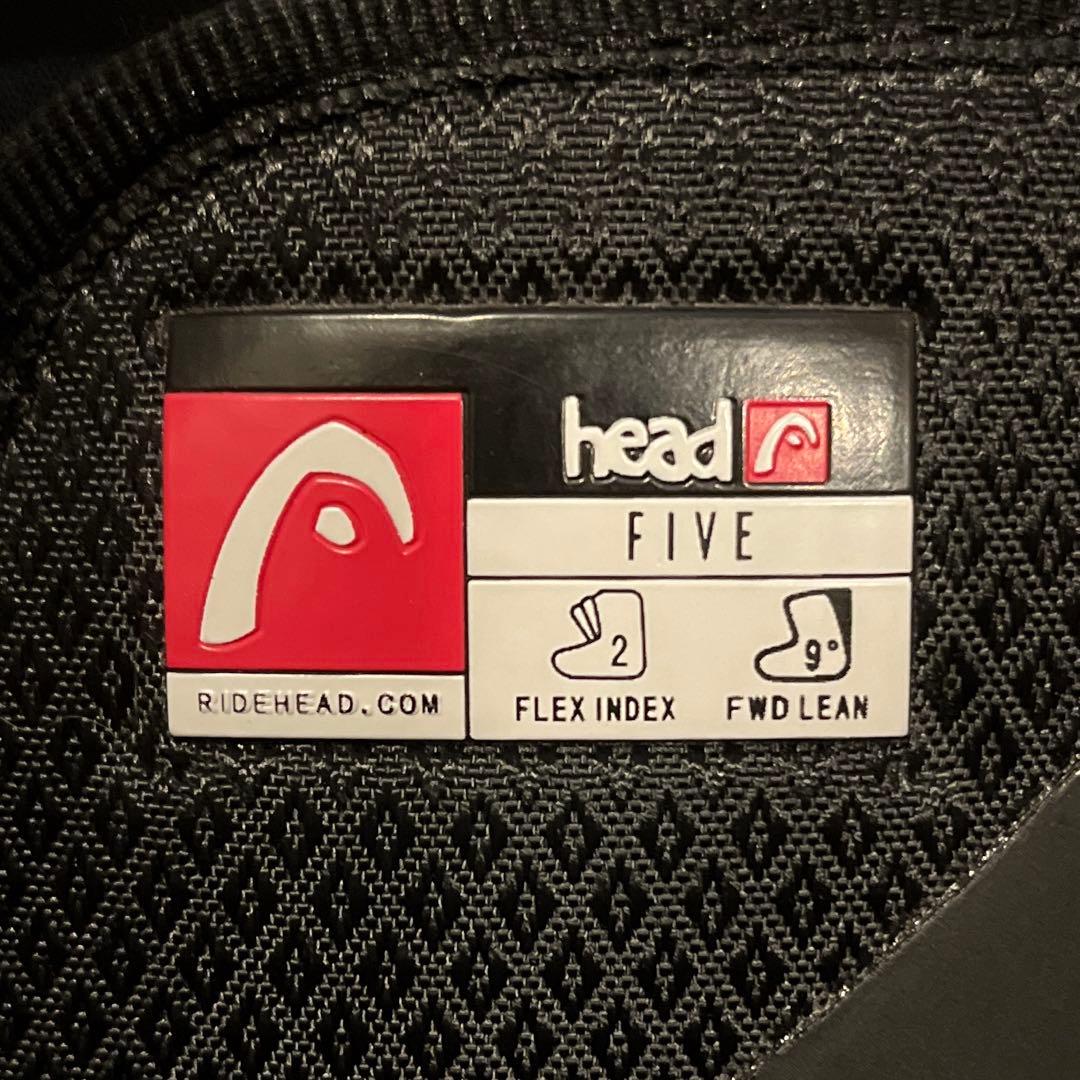 head
FIVE
2
9°
FLEX INDEX
FWD LEAN
RIDEHEAD.COM